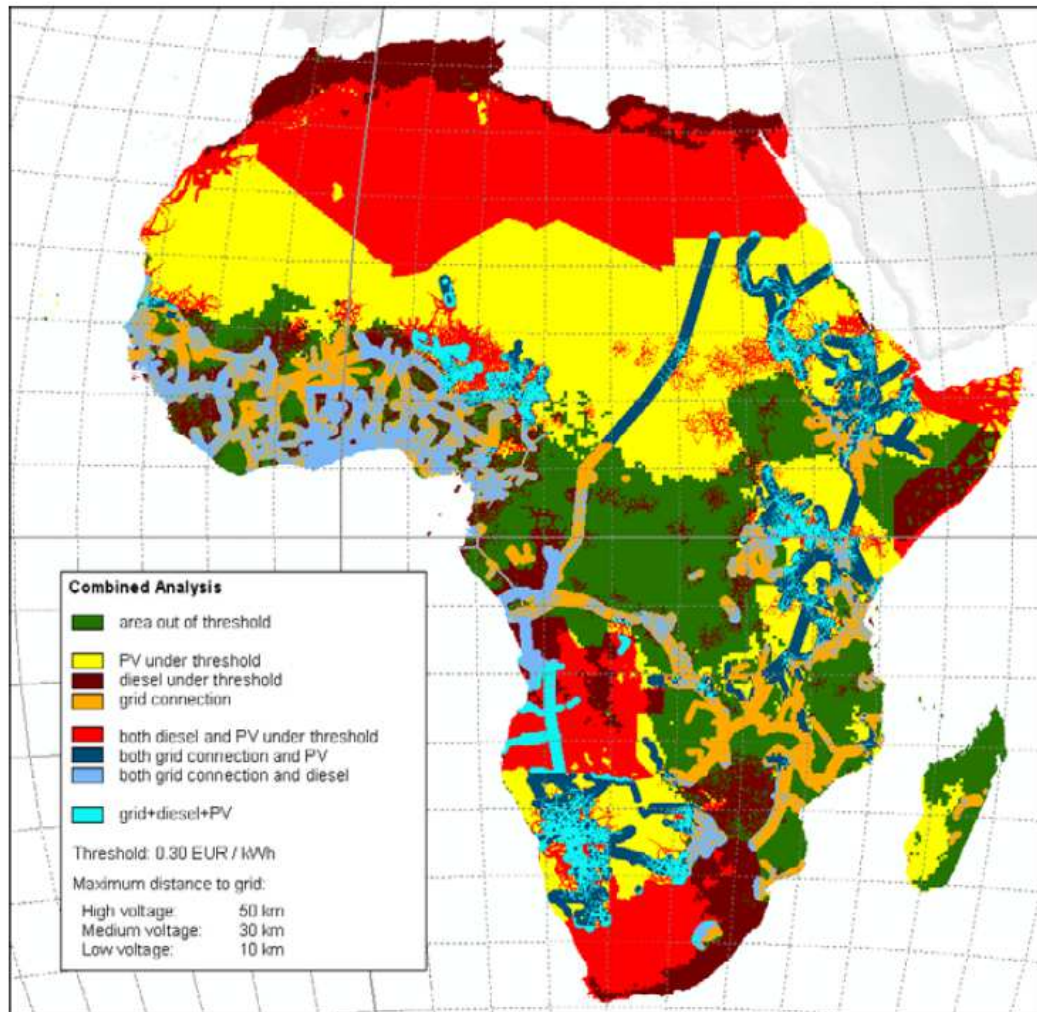 Combined Analysis
area out of threshold
PV under threshold
diesel under threshold
grid connection
both diesel and PV under threshold
both grid connection and PV
both grid connection and diesel
grid+diesel+PV
Threshold: 0.30 EUR / kWh
Maximum distance to grid:
High voltage: 50 km
Medium voltage: 30 km
Low voltage: 10 km